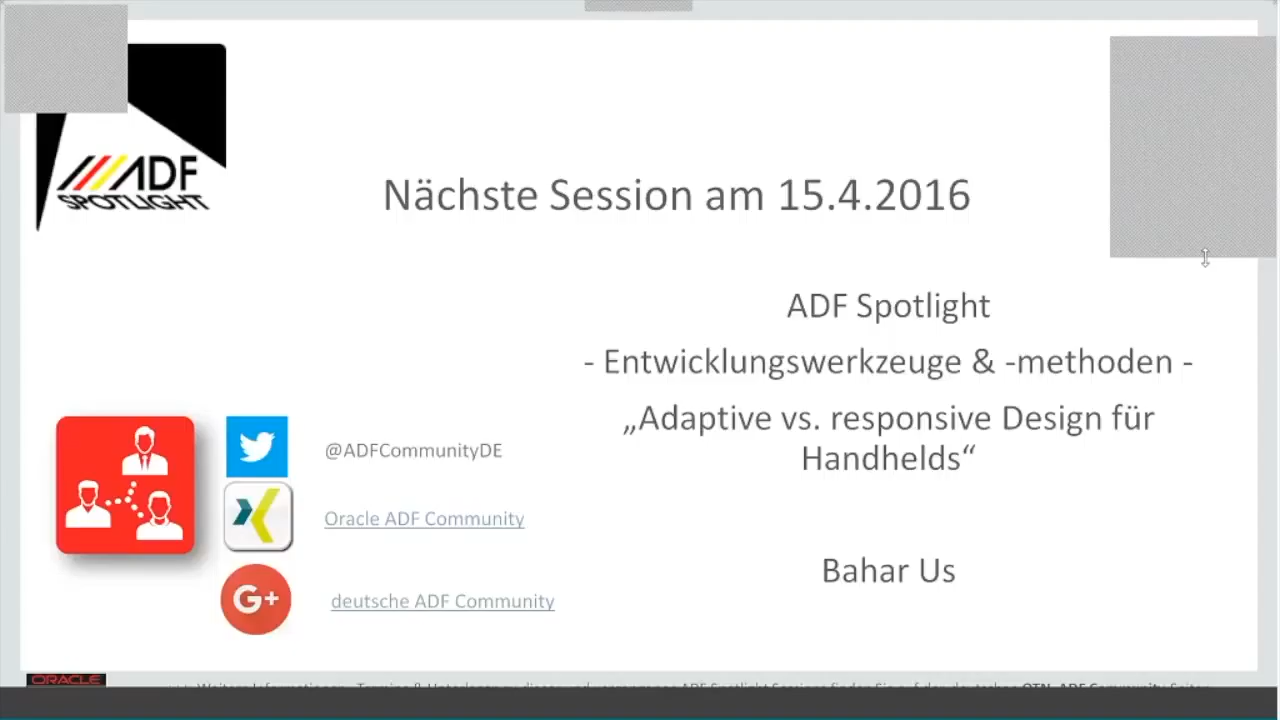 ADF
SPOTLIGHT
Nächste Session am 15.4.2016
ADF Spotlight
- Entwicklungswerkzeuge & -methoden -
„Adaptive vs. responsive Design für
Handhelds“
Bahar Us
@ADFCommunityDE
Oracle ADF Community
G+
deutsche ADF Community
ORACLE